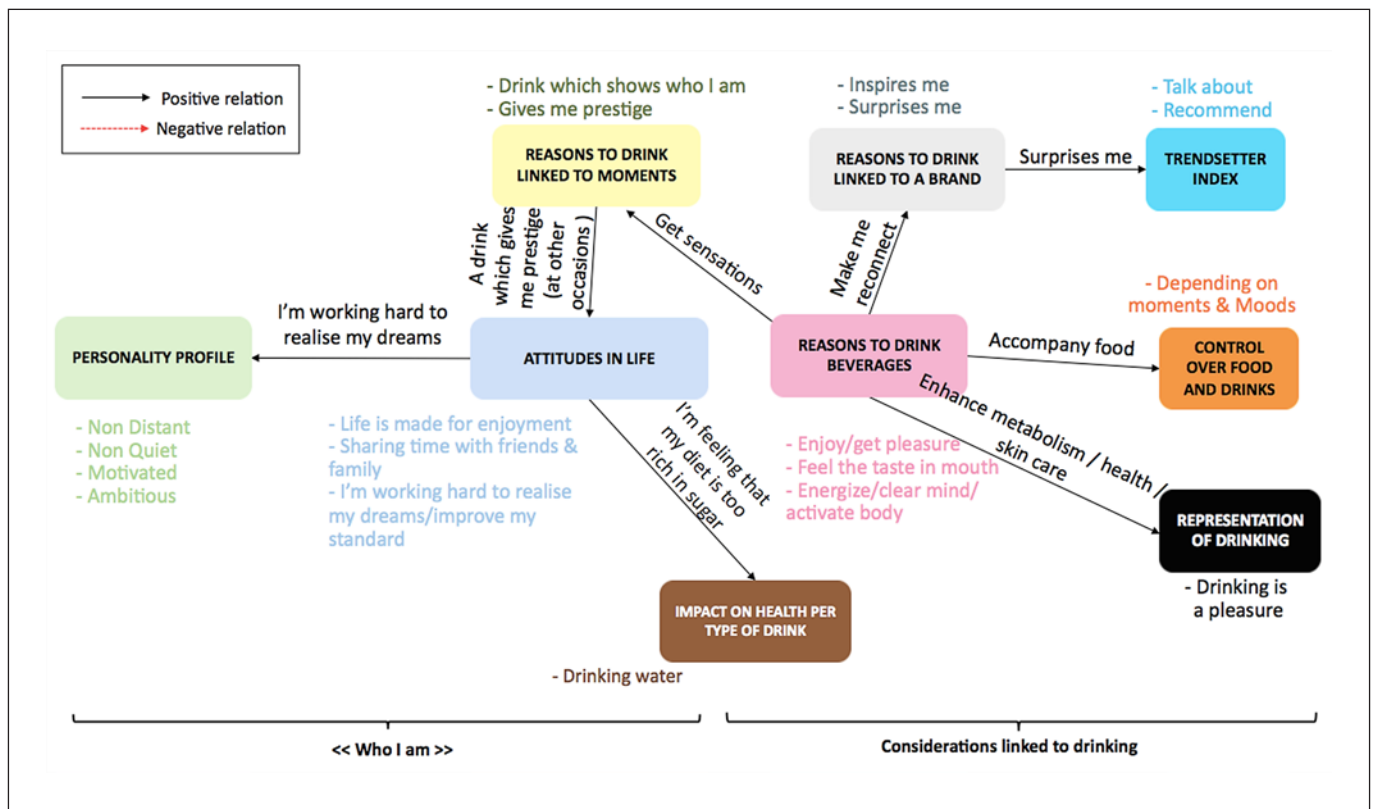 Positive relation
Negative relation
- Drink which shows who I am
- Gives me prestige
REASONS TO DRINK
LINKED TO MOMENTS
- Inspires me
- Surprises me
REASONS TO DRINK
LINKED TO A BRAND
Surprises me
- Talk about
- Recommend
TRENDSETTER
INDEX
A drink
which gives
me prestige
(at other
occasions )
Get sensations
Make me
reconnect
- Depending on
moments & Moods
I'm working hard to
realise my dreams
PERSONALITY PROFILE
ATTITUDES IN LIFE
REASONS TO DRINK
BEVERAGES
Accompany food
CONTROL
OVER FOOD
AND DRINKS
- Non Distant
- Non Quiet
- Motivated
- Ambitious
- Life is made for enjoyment
- Sharing time with friends &
family
- I'm working hard to realise
my dreams/improve my
standard
I'm feeling that
my diet is too
rich in sugar
- Enjoy/get pleasure
- Feel the taste in mouth
- Energize/clear mind/
activate body
Enhance metabolism / health /
skin care
REPRESENTATION
OF DRINKING
- Drinking is
a pleasure
IMPACT ON HEALTH PER
TYPE OF DRINK
- Drinking water
<< Who I am >>
Considerations linked to drinking